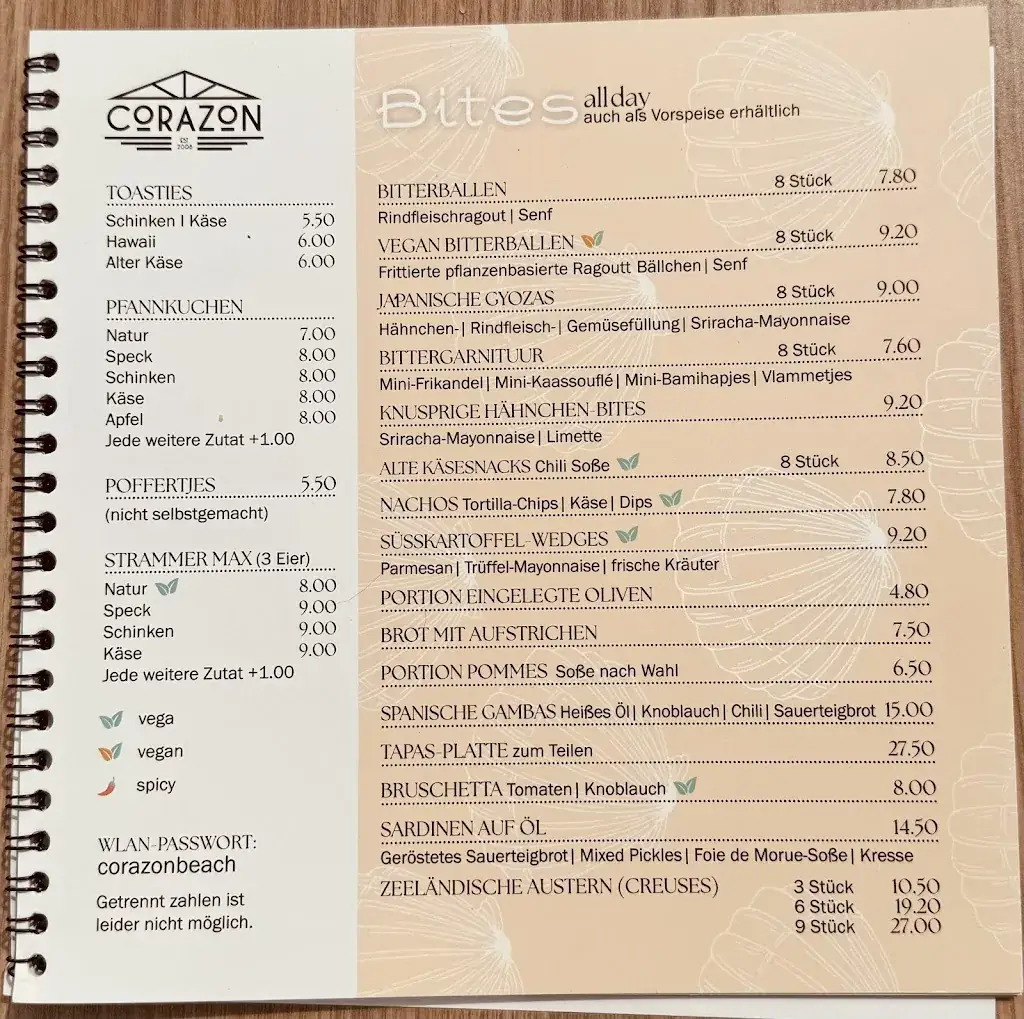 CORAZON
EST
2008
TOASTIES
Schinken I Käse 5.50
Hawaii 6.00
Alter Käse 6.00
PFANNKUCHEN
Natur 7.00
Speck 8.00
Schinken 8.00
Käse 8.00
Apfel 8.00
Jede weitere Zutat +1.00
POFFERTJES 5.50
(nicht selbstgemacht)
STRAMMER MAX (3 Eier)
Natur 8.00
Speck 9.00
Schinken 9.00
Käse 9.00
Jede weitere Zutat +1.00
vega
vegan
spicy
WLAN-PASSWORT:
corazonbeach
Getrennt zahlen ist
leider nicht möglich.
Bites all day
auch als Vorspeise erhältlich
BITTERBALLEN 8 Stück 7.80
Rindfleischragout | Senf
VEGAN BITTERBALLEN 8 Stück 9.20
Frittierte pflanzenbasierte Ragoutt Bällchen | Senf
JAPANISCHE GYOZAS 8 Stück 9.00
Hähnchen- | Rindfleisch- | Gemüsefüllung | Sriracha-Mayonnaise
BITTERGARNITUUR 8 Stück 7.60
Mini-Frikandel | Mini-Kaassouflé | Mini-Bamihapjes | Vlammetjes
KNUSPRIGE HÄHNCHEN-BITES 9.20
Sriracha-Mayonnaise | Limette
ALTE KÄSESNACKS Chili Soße 8 Stück 8.50
NACHOS Tortilla-Chips | Käse | Dips 7.80
SÜSSKARTOFFEL-WEDGES 9.20
Parmesan | Trüffel-Mayonnaise | frische Kräuter
PORTION EINGELEGTE OLIVEN 4.80
BROT MIT AUFSTRICHEN 7.50
PORTION POMMES Soße nach Wahl 6.50
SPANISCHE GAMBAS Heißes Öl | Knoblauch | Chili | Sauerteigbrot 15.00
TAPAS-PLATTE zum Teilen 27.50
BRUSCHETTA Tomaten | Knoblauch 8.00
SARDINEN AUF ÖL 14.50
Geröstetes Sauerteigbrot | Mixed Pickles | Foie de Morue-Soße | Kresse
ZEELÄNDISCHE AUSTERN (CREUSES) 3 Stück 10.50
6 Stück 19.20
9 Stück 27.00